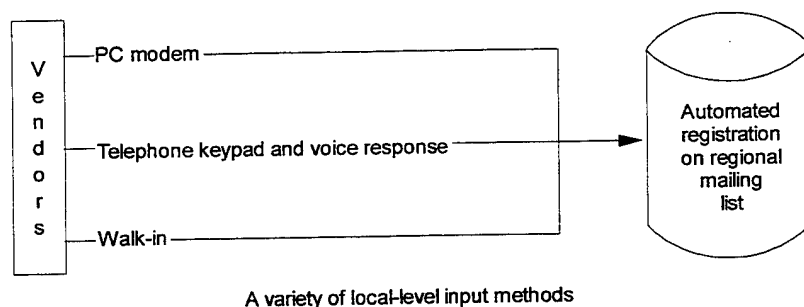 Vendors
PC modem
Telephone keypad and voice response
Walk-in
Automated
registration
on regional
mailing
list
A variety of local-level input methods